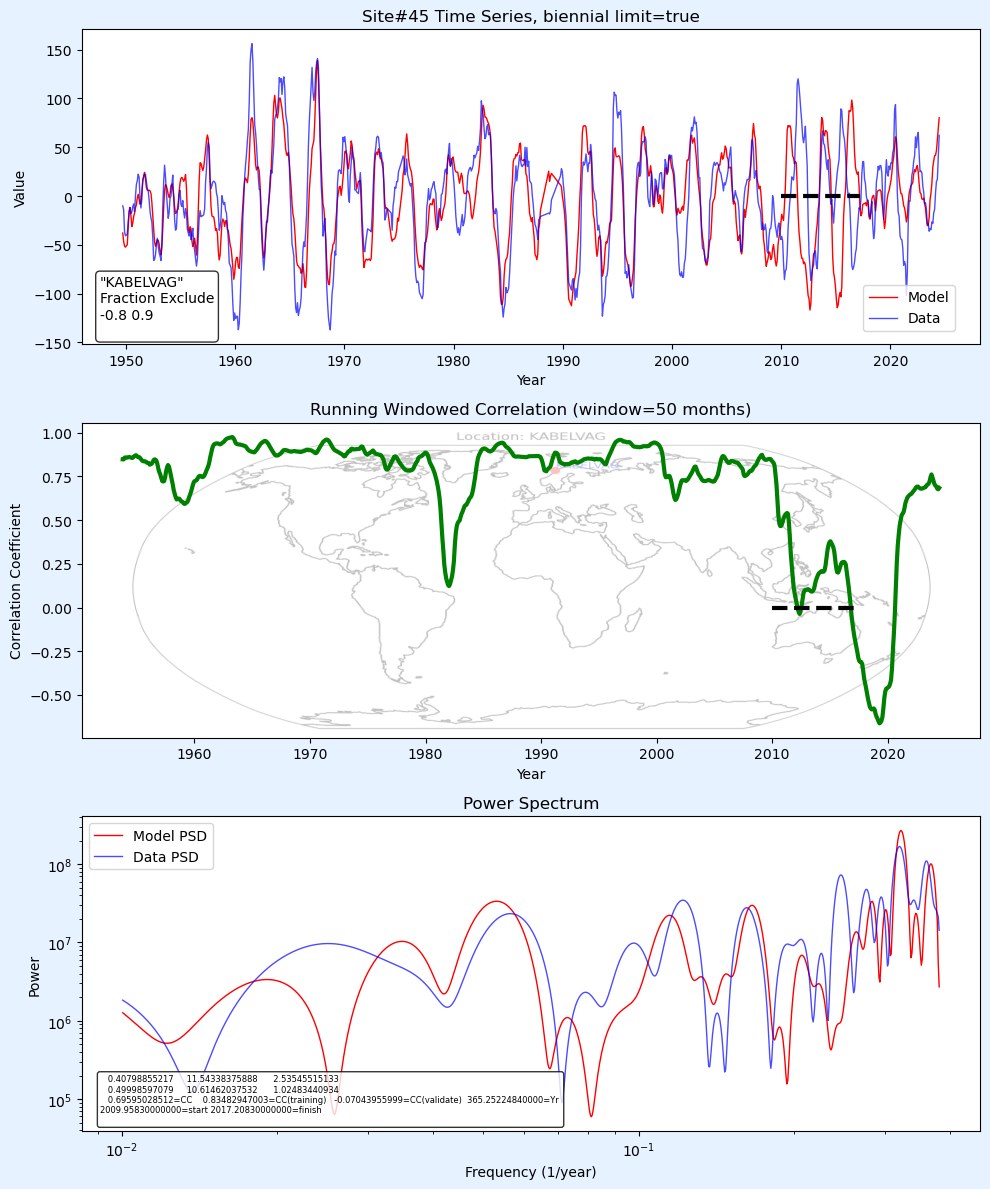 Site#45 Time Series, biennial limit=true
Value
150
100
50
0
−50
−100
−150
"KABELVAG"
Fraction Exclude
-0.8 0.9
Model
Data
1950 1960 1970 1980 1990 2000 2010 2020
Year
Running Windowed Correlation (window=50 months)
Location: KABELVAG
Correlation Coefficient
1.00
0.75
0.50
0.25
0.00
−0.25
−0.50
1960 1970 1980 1990 2000 2010 2020
Year
Power Spectrum
Model PSD
Data PSD
Power
10^8
10^7
10^6
10^5
0.40798855217 11.54338375888 2.53545515133
0.49998597079 10.61462037532 1.02483440934
0.69595028512=CC 0.83482947003=CC(training) -0.07043955999=CC(validate) 365.25224840000=Yr
2009.95830000000=start 2017.20830000000=finish
10^−2 10^−1
Frequency (1/year)